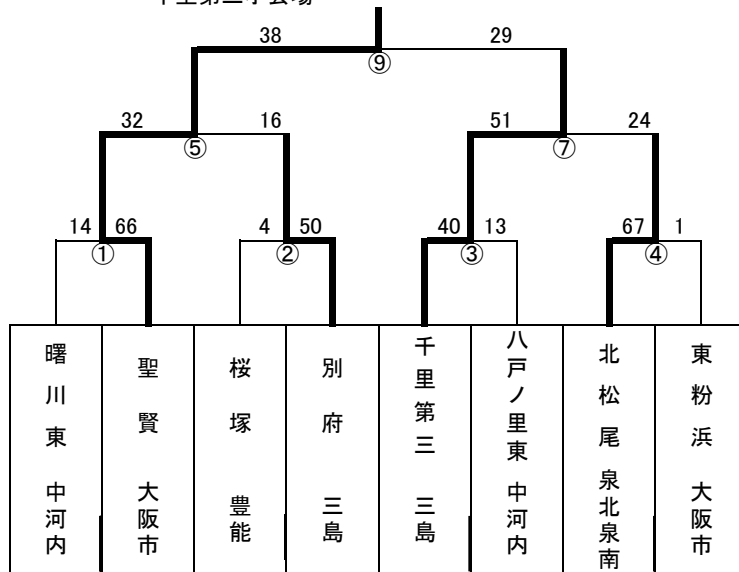 38 29
⑨
32 16 51 24
⑤ ⑦
14 66 4 50 40 13 67 1
① ② ③ ④
曙川東 中河内
聖賢 大阪市
桜塚 豊能
別府 三島
千里第三 三島
八戸ノ里東 中河内
北松尾 泉北泉南
東粉浜 大阪市